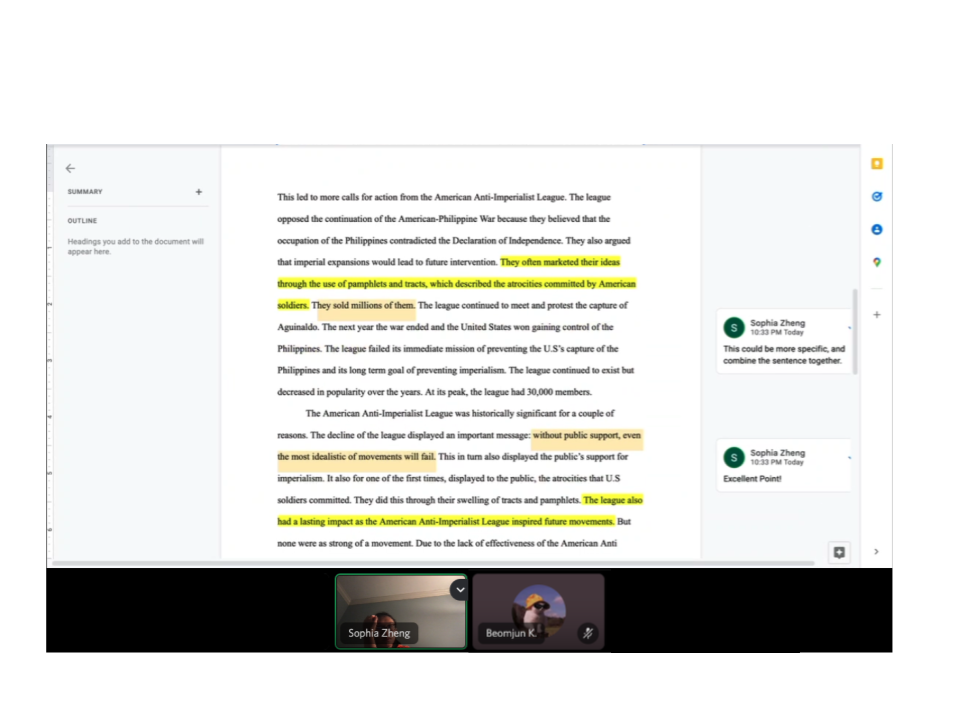 SUMMARY
+
OUTLINE
Headings you add to the document will
appear here.
This led to more calls for action from the American Anti-Imperialist League. The league
opposed the continuation of the American-Philippine War because they believed that the
occupation of the Philippines contradicted the Declaration of Independence. They also argued
that imperial expansions would lead to future intervention. They often marketed their ideas
through the use of pamphlets and tracts, which described the atrocities committed by American
soldiers. They sold millions of them. The league continued to meet and protest the capture of
Aguinaldo. The next year the war ended and the United States won gaining control of the
Philippines. The league failed its immediate mission of preventing the U.S's capture of the
Philippines and its long term goal of preventing imperialism. The league continued to exist but
decreased in popularity over the years. At its peak, the league had 30,000 members.
The American Anti-Imperialist League was historically significant for a couple of
reasons. The decline of the league displayed an important message: without public support, even
the most idealistic of movements will fail. This in turn also displayed the public's support for
imperialism. It also for one of the first times, displayed to the public, the atrocities that U.S
soldiers committed. They did this through their swelling of tracts and pamphlets. The league also
had a lasting impact as the American Anti-Imperialist League inspired future movements. But
none were as strong of a movement. Due to the lack of effectiveness of the American Anti
S
Sophia Zheng
10:33 PM Today
This could be more specific, and
combine the sentence together.
S
Sophia Zheng
10:33 PM Today
Excellent Point!
1
2
3
4
5
6
Sophia Zheng
Beomjun K.